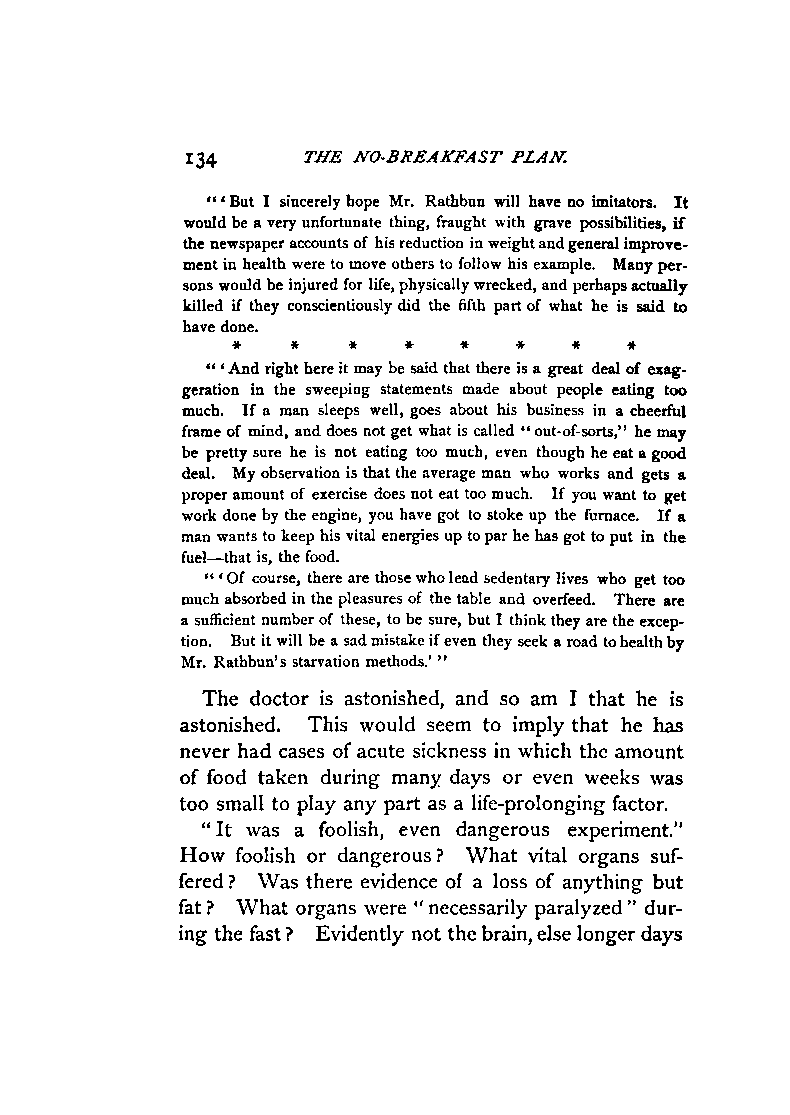 134 THE NO-BREAKFAST PLAN.
"'But I sincerely hope Mr. Rathbun will have no imitators. It
would be a very unfortunate thing, fraught with grave possibilities, if
the newspaper accounts of his reduction in weight and general improve-
ment in health were to move others to follow his example. Many per-
sons would be injured for life, physically wrecked, and perhaps actually
killed if they conscientiously did the fifth part of what he is said to
have done.
* * * * * * * *
"'And right here it may be said that there is a great deal of exag-
geration in the sweeping statements made about people eating too
much. If a man sleeps well, goes about his business in a cheerful
frame of mind, and does not get what is called "out-of-sorts," he may
be pretty sure he is not eating too much, even though he eat a good
deal. My observation is that the average man who works and gets a
proper amount of exercise does not eat too much. If you want to get
work done by the engine, you have got to stoke up the furnace. If a
man wants to keep his vital energies up to par he has got to put in the
fuel—that is, the food.
"'Of course, there are those who lead sedentary lives who get too
much absorbed in the pleasures of the table and overfeed. There are
a sufficient number of these, to be sure, but I think they are the excep-
tion. But it will be a sad mistake if even they seek a road to health by
Mr. Rathbun's starvation methods.'"
The doctor is astonished, and so am I that he is
astonished. This would seem to imply that he has
never had cases of acute sickness in which the amount
of food taken during many days or even weeks was
too small to play any part as a life-prolonging factor.
"It was a foolish, even dangerous experiment."
How foolish or dangerous? What vital organs suf-
fered? Was there evidence of a loss of anything but
fat? What organs were "necessarily paralyzed" dur-
ing the fast? Evidently not the brain, else longer days